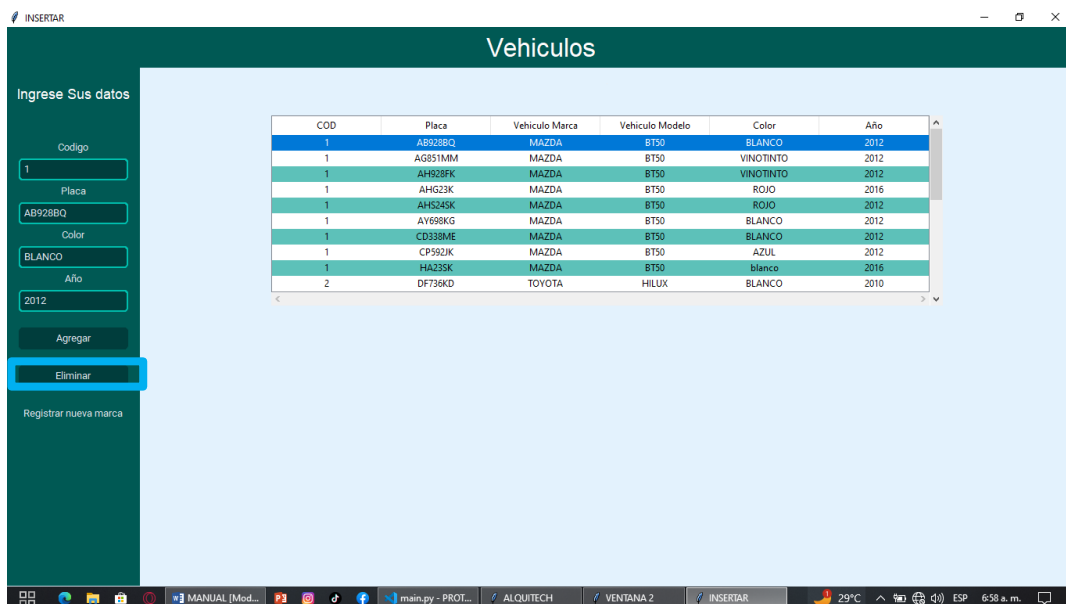 INSERTAR
Vehiculos
Ingrese Sus datos
Codigo
1
Placa
AB928BQ
Color
BLANCO
Año
2012
Agregar
Eliminar
Registrar nueva marca
COD Placa Vehiculo Marca Vehiculo Modelo Color Año
1 AB928BQ MAZDA BT50 BLANCO 2012
1 AG851MM MAZDA BT50 VINOTINTO 2012
1 AH928FK MAZDA BT50 VINOTINTO 2012
1 AHG23K MAZDA BT50 ROJO 2016
1 AHS24SK MAZDA BT50 ROJO 2012
1 AY698KG MAZDA BT50 BLANCO 2012
1 CD338ME MAZDA BT50 BLANCO 2012
1 CP592JK MAZDA BT50 AZUL 2012
1 HA23SK MAZDA BT50 blanco 2016
2 DF736KD TOYOTA HILUX BLANCO 2010
MANUAL [Mod... main.py - PROT... ALQUITECH VENTANA 2 INSERTAR 29°C ESP 6:58 a. m.